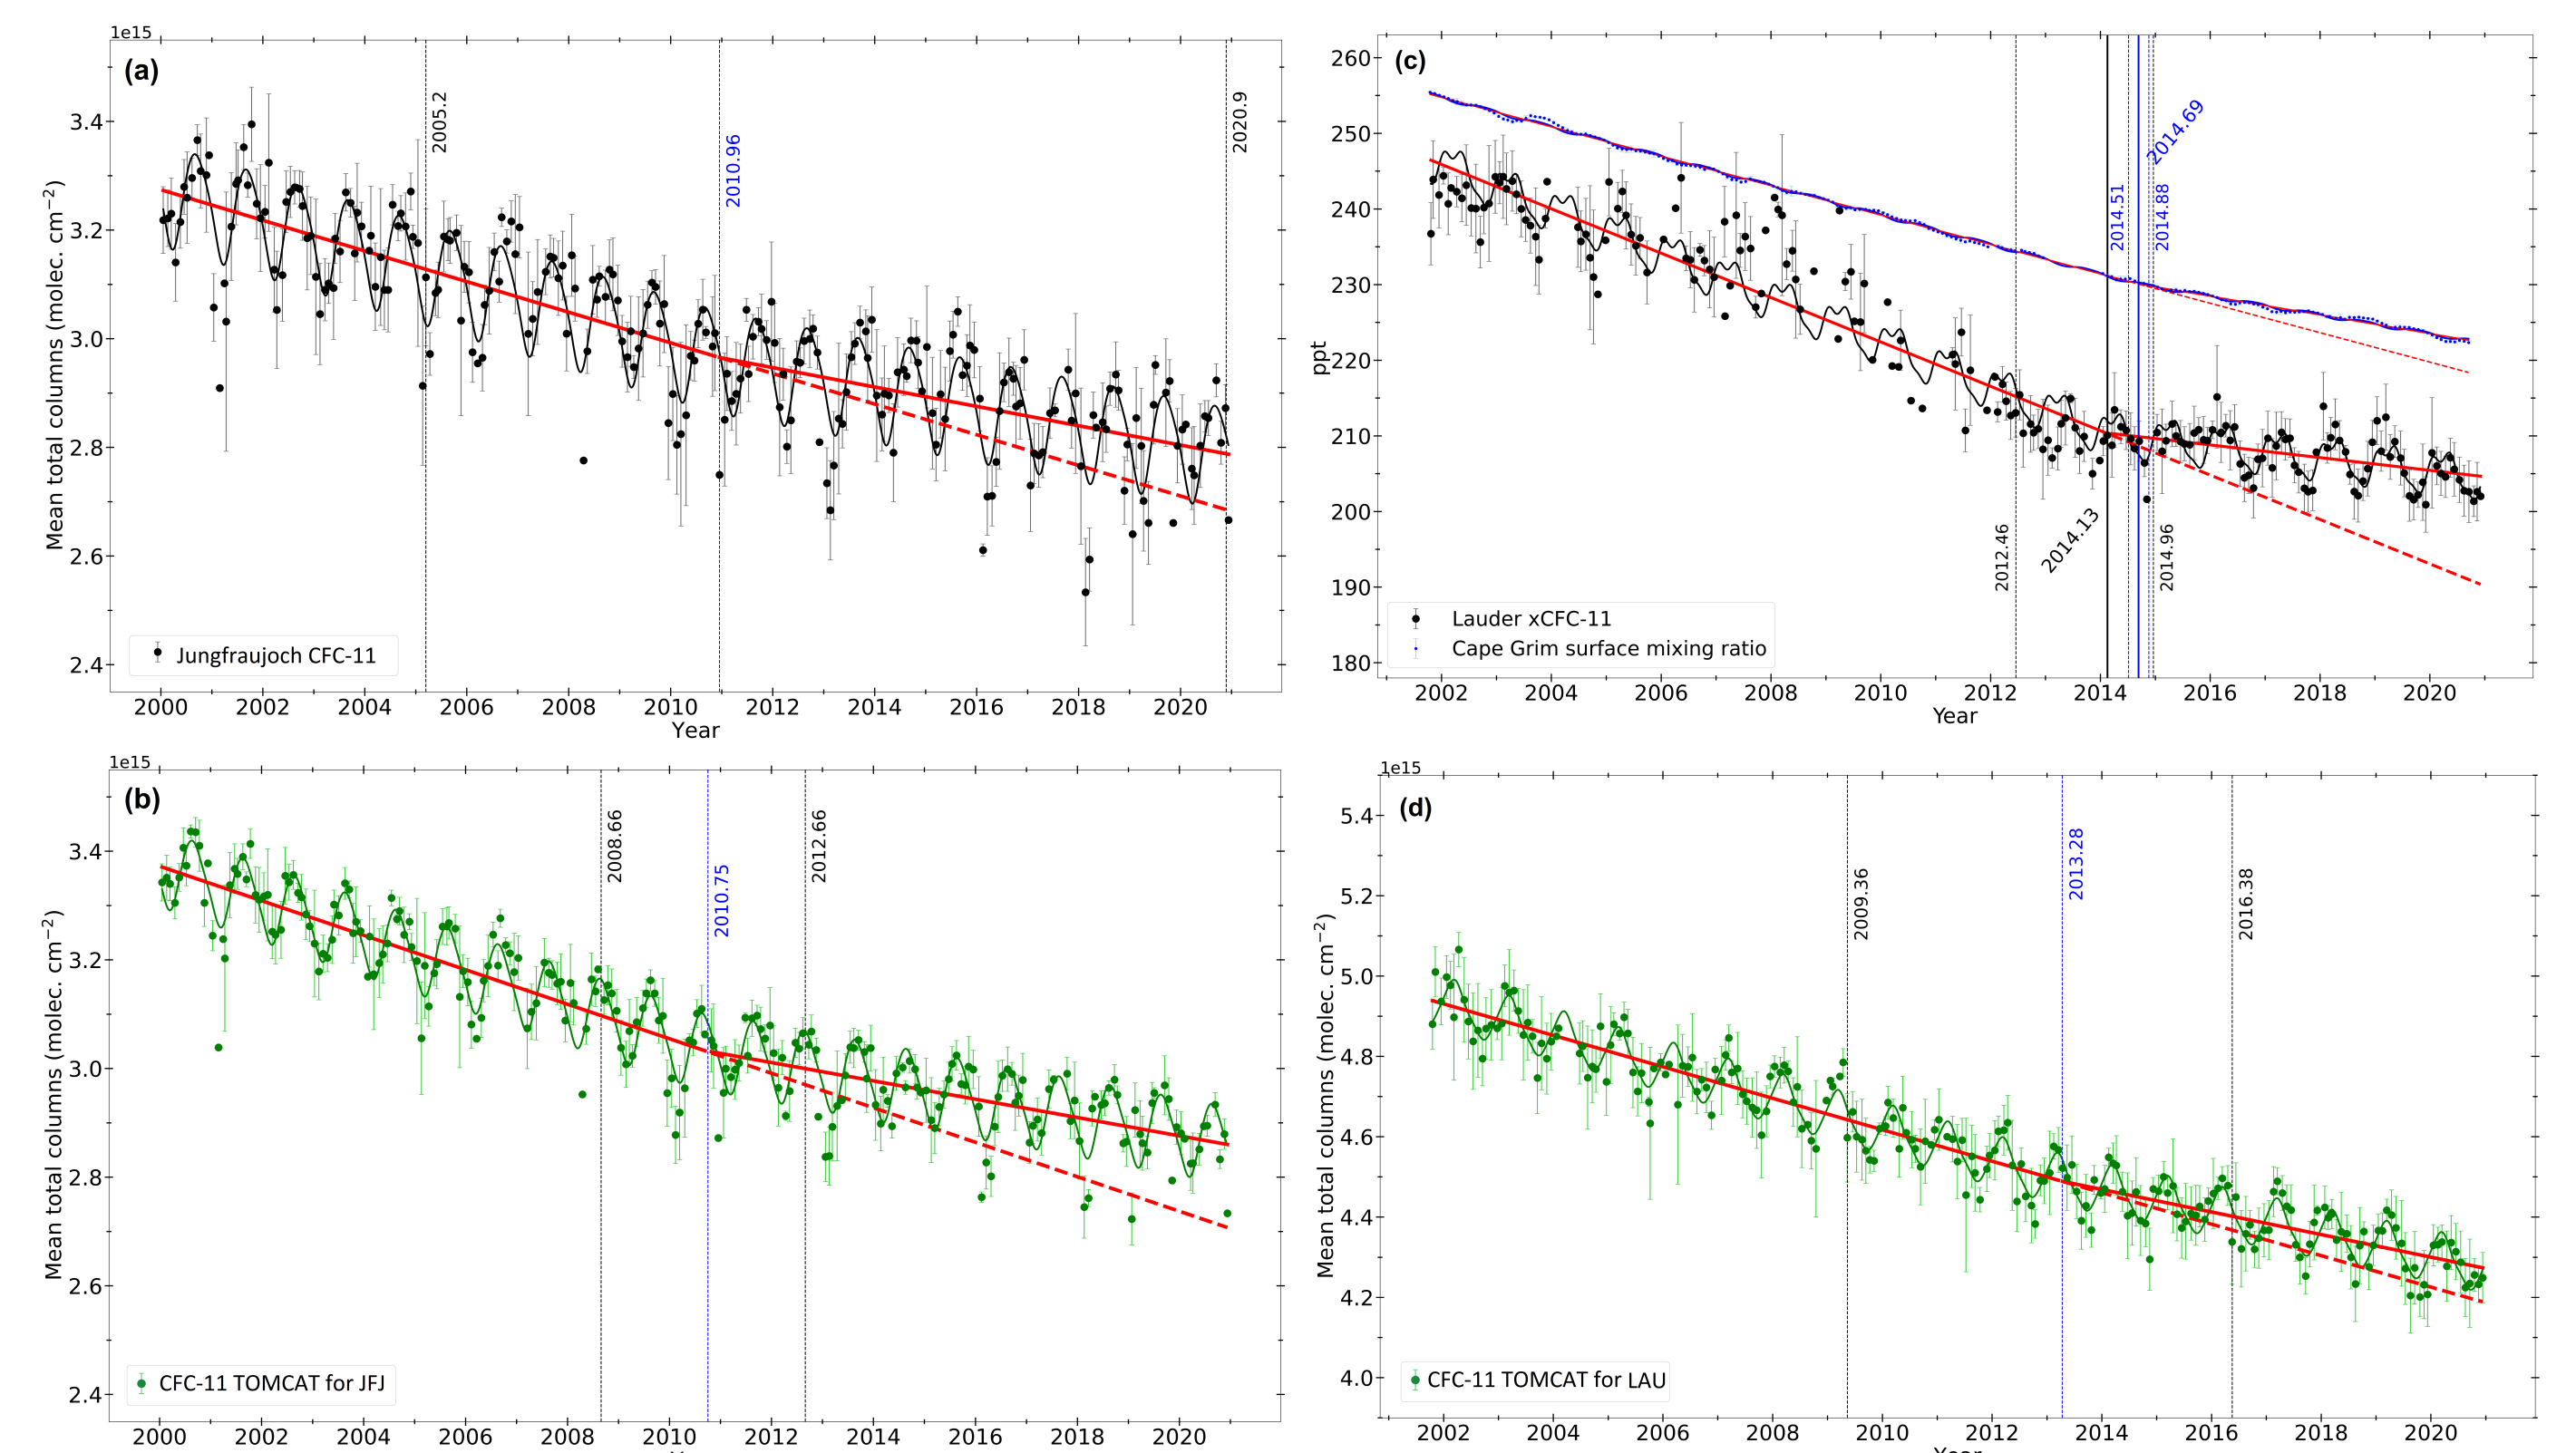 1e15
(a)
3.4
3.2
3.0
2.8
2.6
2.4
Mean total columns (molec. cm−2)
2005.2
2010.96
2020.9
Jungfraujoch CFC-11
2000 2002 2004 2006 2008 2010 2012 2014 2016 2018 2020
Year
(c)
260
250
240
230
220
210
200
190
180
ppt
2014.69
2014.51
2014.88
2012.46
2014.13
2014.96
Lauder xCFC-11
Cape Grim surface mixing ratio
2002 2004 2006 2008 2010 2012 2014 2016 2018 2020
Year
1e15
(b)
3.4
3.2
3.0
2.8
2.6
2.4
Mean total columns (molec. cm−2)
2008.66
2010.75
2012.66
CFC-11 TOMCAT for JFJ
2000 2002 2004 2006 2008 2010 2012 2014 2016 2018 2020
1e15
(d)
5.4
5.2
5.0
4.8
4.6
4.4
4.2
4.0
Mean total columns (molec. cm−2)
2009.36
2013.28
2016.38
CFC-11 TOMCAT for LAU
2002 2004 2006 2008 2010 2012 2014 2016 2018 2020